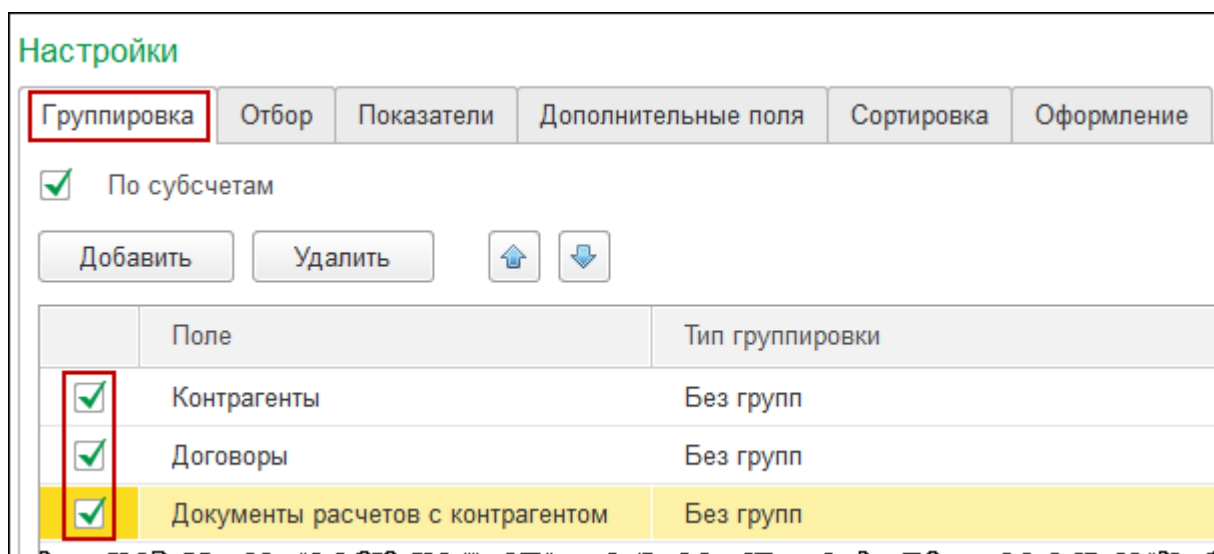 Настройки
Группировка Отбор Показатели Дополнительные поля Сортировка Оформление
По субсчетам
Добавить Удалить
Поле Тип группировки
Контрагенты Без групп
Договоры Без групп
Документы расчетов с контрагентом Без групп